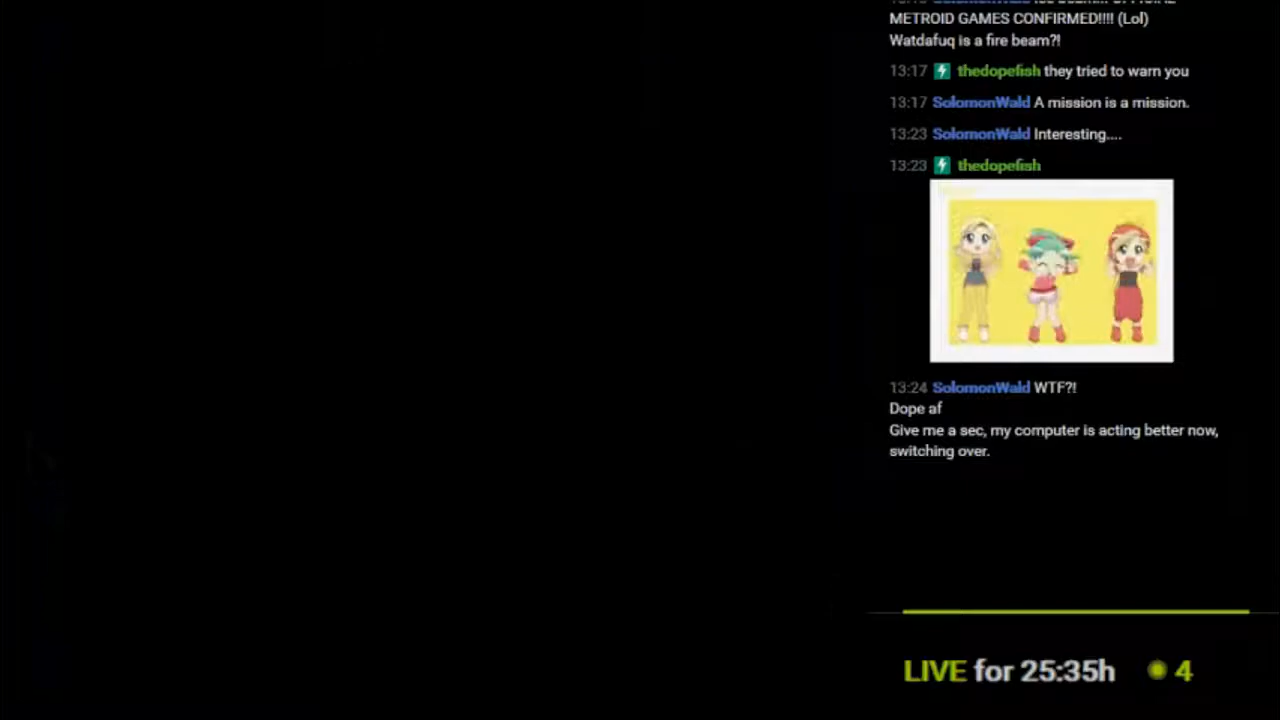 METROID GAMES CONFIRMED!!!! (Lol)
Watdafuq is a fire beam?!
13:17 thedopefish they tried to warn you
13:17 SolomonWald A mission is a mission.
13:23 SolomonWald Interesting....
13:23 thedopefish
13:24 SolomonWald WTF?!
Dope af
Give me a sec, my computer is acting better now,
switching over.
LIVE for 25:35h 4